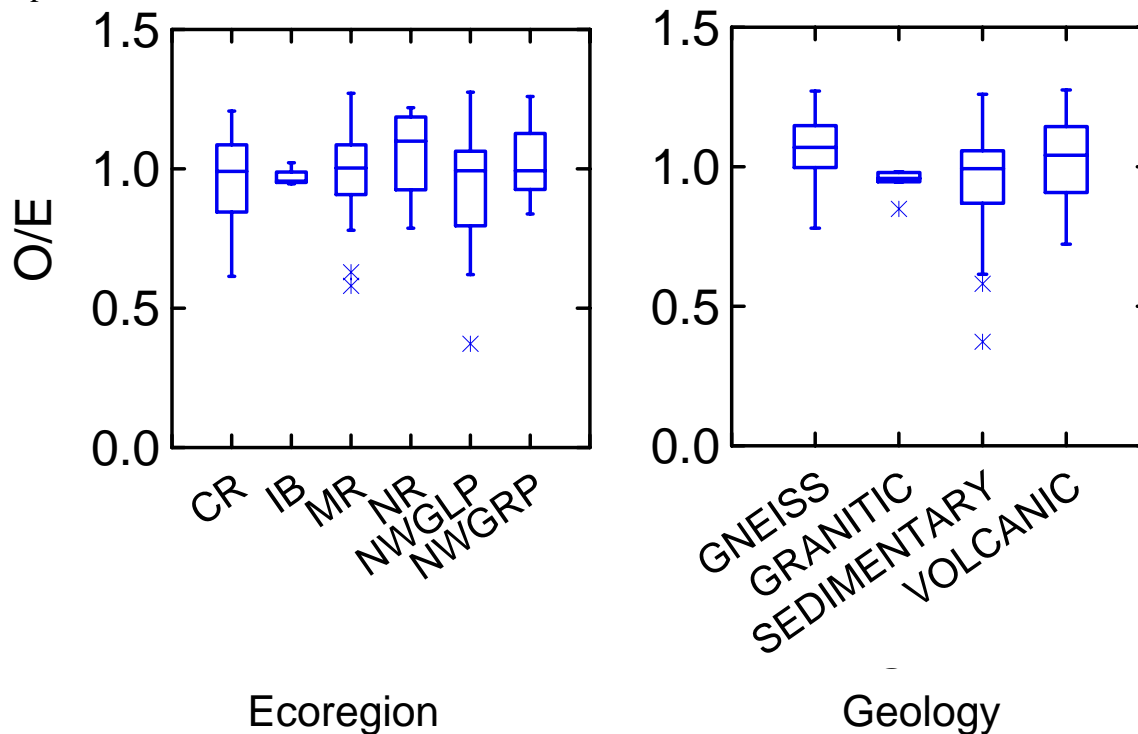 1.5
1.0
0.5
0.0
O/E
CR
IB
MR
NR
NWGLP
NWGRP
Ecoregion
1.5
1.0
0.5
0.0
GNEISS
GRANITIC
SEDIMENTARY
VOLCANIC
Geology